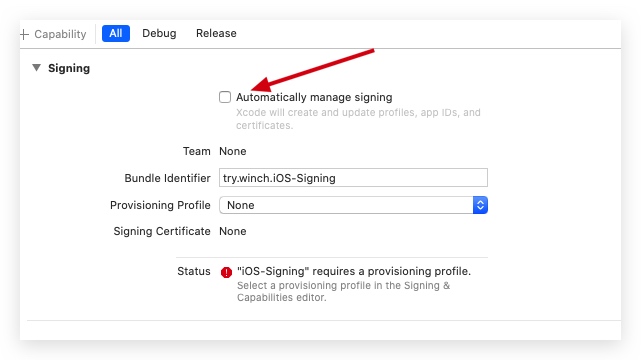 + Capability All Debug Release
Signing
Automatically manage signing
Xcode will create and update profiles, app IDs, and
certificates.
Team None
Bundle Identifier try.winch.iOS-Signing
Provisioning Profile None
Signing Certificate None
Status "iOS-Signing" requires a provisioning profile.
Select a provisioning profile in the Signing &
Capabilities editor.